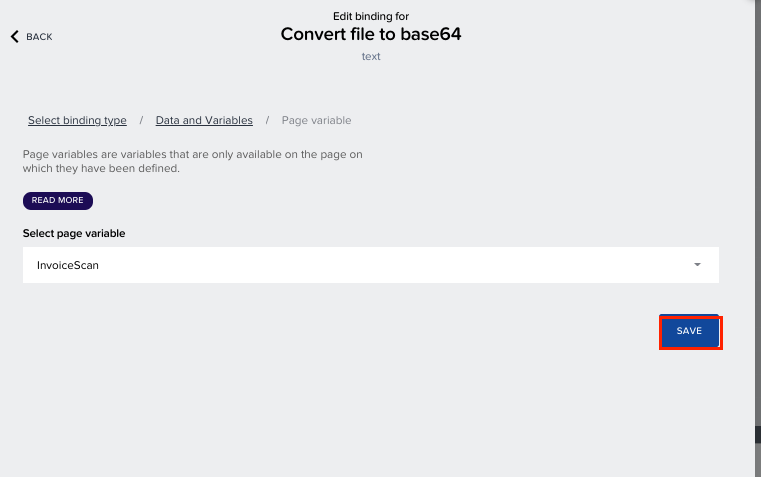 Edit binding for
BACK
Convert file to base64
text
Select binding type / Data and Variables / Page variable
Page variables are variables that are only available on the page on
which they have been defined.
READ MORE
Select page variable
InvoiceScan
SAVE